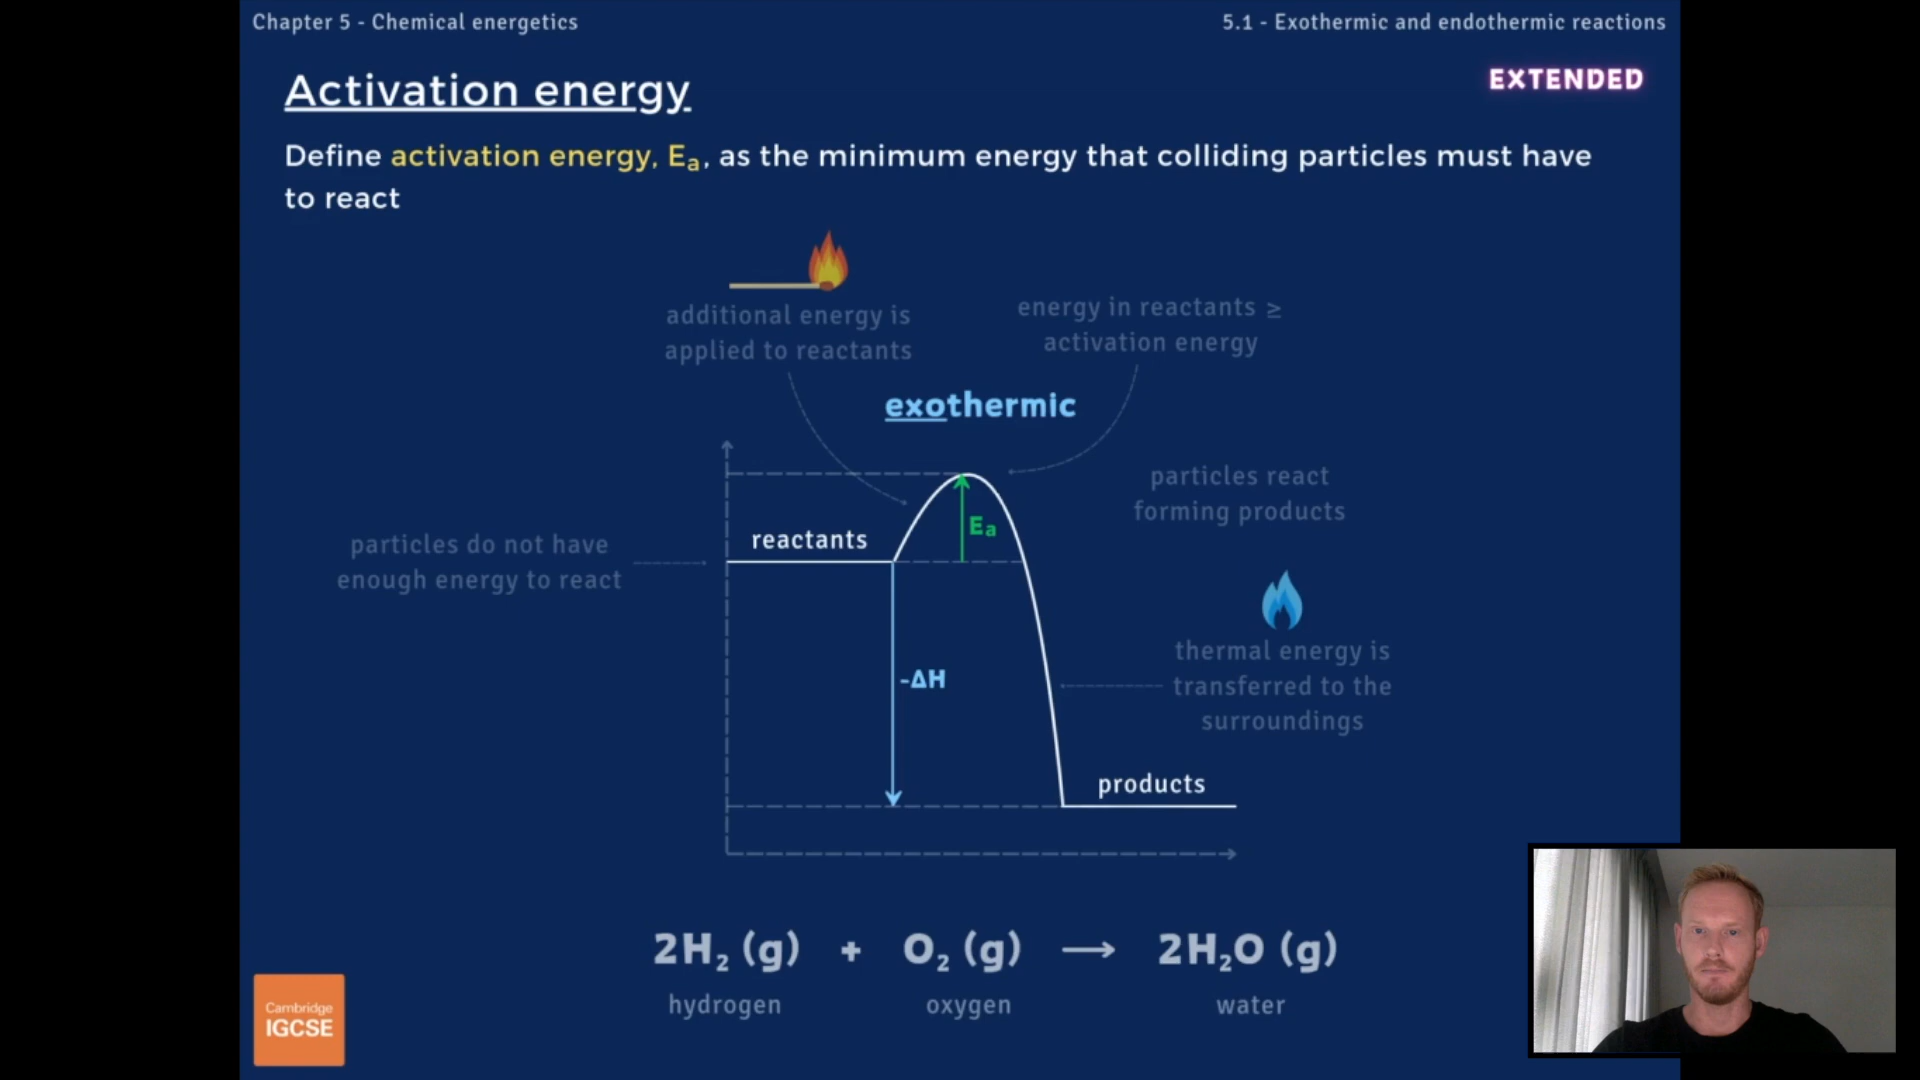 Chapter 5 - Chemical energetics
5.1 - Exothermic and endothermic reactions
Activation energy
EXTENDED
Define activation energy, Eₐ, as the minimum energy that colliding particles must have
to react
additional energy is
applied to reactants
energy in reactants ≥
activation energy
exothermic
particles react
forming products
reactants
Eₐ
particles do not have
enough energy to react
thermal energy is
transferred to the
surroundings
-ΔH
products
2H₂ (g) + O₂ (g) → 2H₂O (g)
hydrogen oxygen water
Cambridge
IGCSE